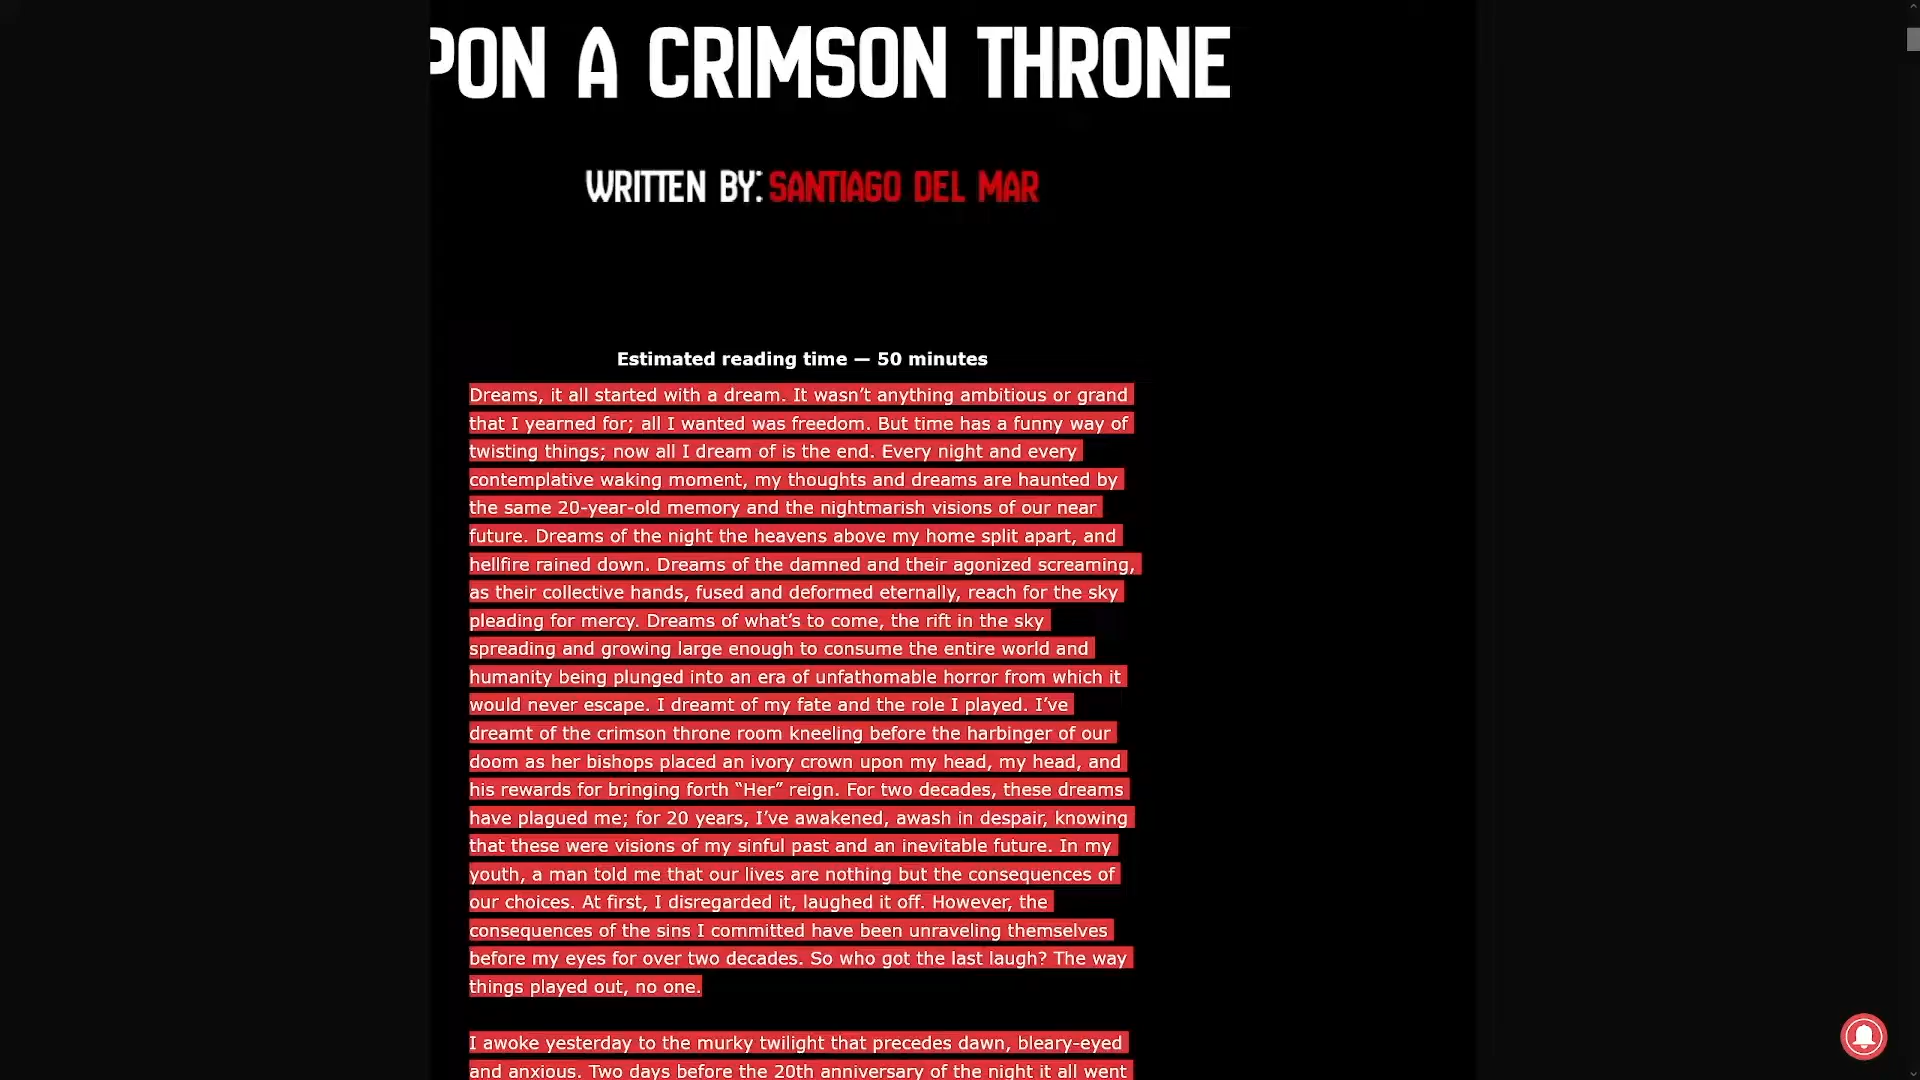 PON A CRIMSON THRONE
WRITTEN BY: SANTIAGO DEL MAR
Estimated reading time — 50 minutes
Dreams, it all started with a dream. It wasn’t anything ambitious or grand
that I yearned for; all I wanted was freedom. But time has a funny way of
twisting things; now all I dream of is the end. Every night and every
contemplative waking moment, my thoughts and dreams are haunted by
the same 20-year-old memory and the nightmarish visions of our near
future. Dreams of the night the heavens above my home split apart, and
hellfire rained down. Dreams of the damned and their agonized screaming,
as their collective hands, fused and deformed eternally, reach for the sky
pleading for mercy. Dreams of what’s to come, the rift in the sky
spreading and growing large enough to consume the entire world and
humanity being plunged into an era of unfathomable horror from which it
would never escape. I dreamt of my fate and the role I played. I’ve
dreamt of the crimson throne room kneeling before the harbinger of our
doom as her bishops placed an ivory crown upon my head, my head, and
his rewards for bringing forth “Her” reign. For two decades, these dreams
have plagued me; for 20 years, I’ve awakened, awash in despair, knowing
that these were visions of my sinful past and an inevitable future. In my
youth, a man told me that our lives are nothing but the consequences of
our choices. At first, I disregarded it, laughed it off. However, the
consequences of the sins I committed have been unraveling themselves
before my eyes for over two decades. So who got the last laugh? The way
things played out, no one.
I awoke yesterday to the murky twilight that precedes dawn, bleary-eyed
and anxious. Two days before the 20th anniversary of the night it all went